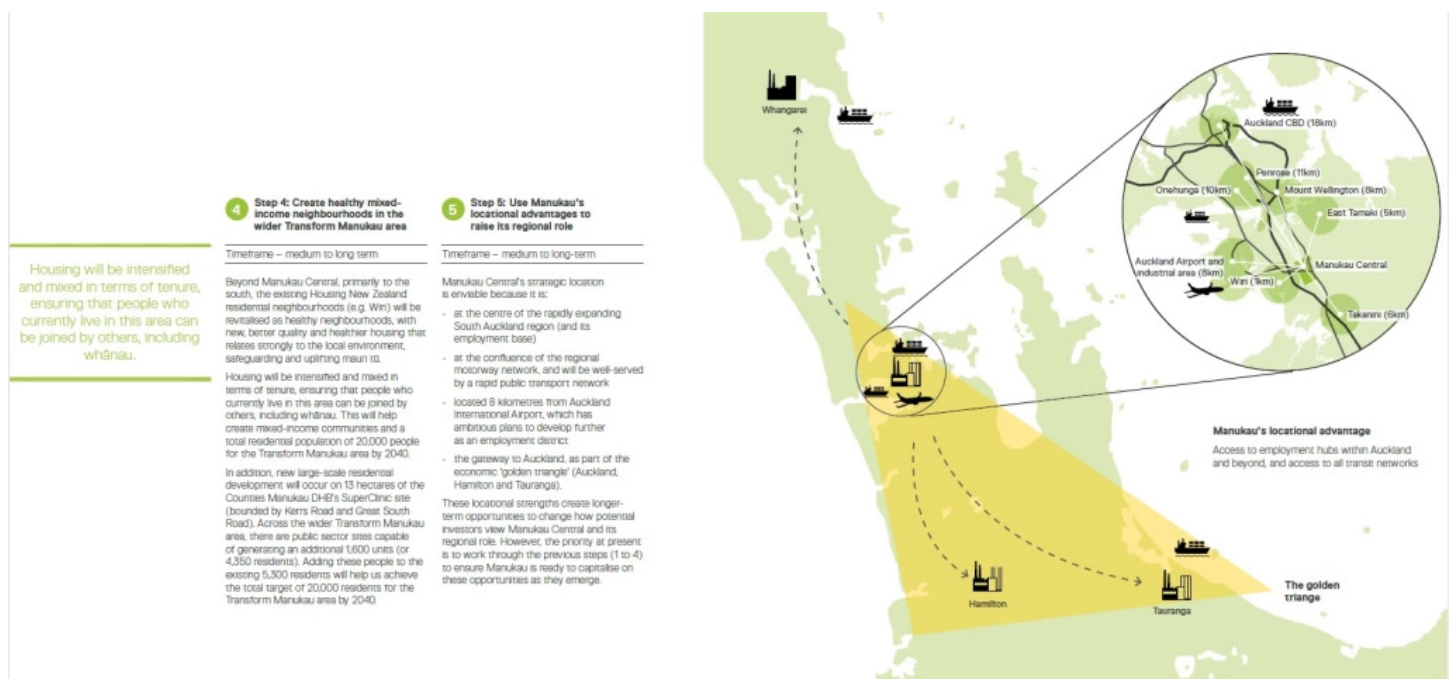 Housing will be intensified
and mixed in terms of tenure,
ensuring that people who
currently live in this area can
be joined by others, including
whānau.
4
Step 4: Create healthy mixed-
income neighbourhoods in the
wider Transform Manukau area
Timeframe – medium to long term
Beyond Manukau Central, primarily to the
south, the existing Housing New Zealand
residential neighbourhoods (e.g. Wiri) will be
revitalised as healthy neighbourhoods, with
new, better quality and healthier housing that
relates strongly to the local environment,
safeguarding and uplifting mauri to.
Housing will be intensified and mixed in
terms of tenure, ensuring that people who
currently live in this area can be joined by
others, including whānau. This will help
create mixed-income communities and a
total residential population of 20,000 people
for the Transform Manukau area by 2040.
In addition, new large-scale residential
development will occur on 13 hectares of the
Counties Manukau DHB's SuperClinic site
(bounded by Kerrs Road and Great South
Road). Across the wider Transform Manukau
area, there are public sector sites capable
of generating an additional 1,600 units (or
4,350 residents). Adding these people to the
existing 5,300 residents will help us achieve
the total target of 20,000 residents for the
Transform Manukau area by 2040.
5
Step 5: Use Manukau's
locational advantages to
raise its regional role
Timeframe – medium to long-term
Manukau Central's strategic location
is enviable because it is:
- at the centre of the rapidly expanding
South Auckland region (and its
employment base)
- at the confluence of the regional
motorway network, and will be well-served
by a rapid public transport network
- located 8 kilometres from Auckland
International Airport, which has
ambitious plans to develop further
as an employment district
- the gateway to Auckland, as part of the
economic 'golden triangle' (Auckland,
Hamilton and Tauranga).
These locational strengths create longer-
term opportunities to change how potential
investors view Manukau Central and its
regional role. However, the priority at present
is to work through the previous steps (1 to 4)
to ensure Manukau is ready to capitalise on
these opportunities as they emerge.
Whangarei
Auckland CBD (18km)
Penrose (11km)
Onehunga (10km)
Mount Wellington (8km)
East Tamaki (5km)
Auckland Airport and
industrial area (8km)
Manukau Central
Wiri (1km)
Takanini (6km)
Manukau's locational advantage
Access to employment hubs within Auckland
and beyond, and access to all transit networks
Hamilton
Tauranga
The golden
triange